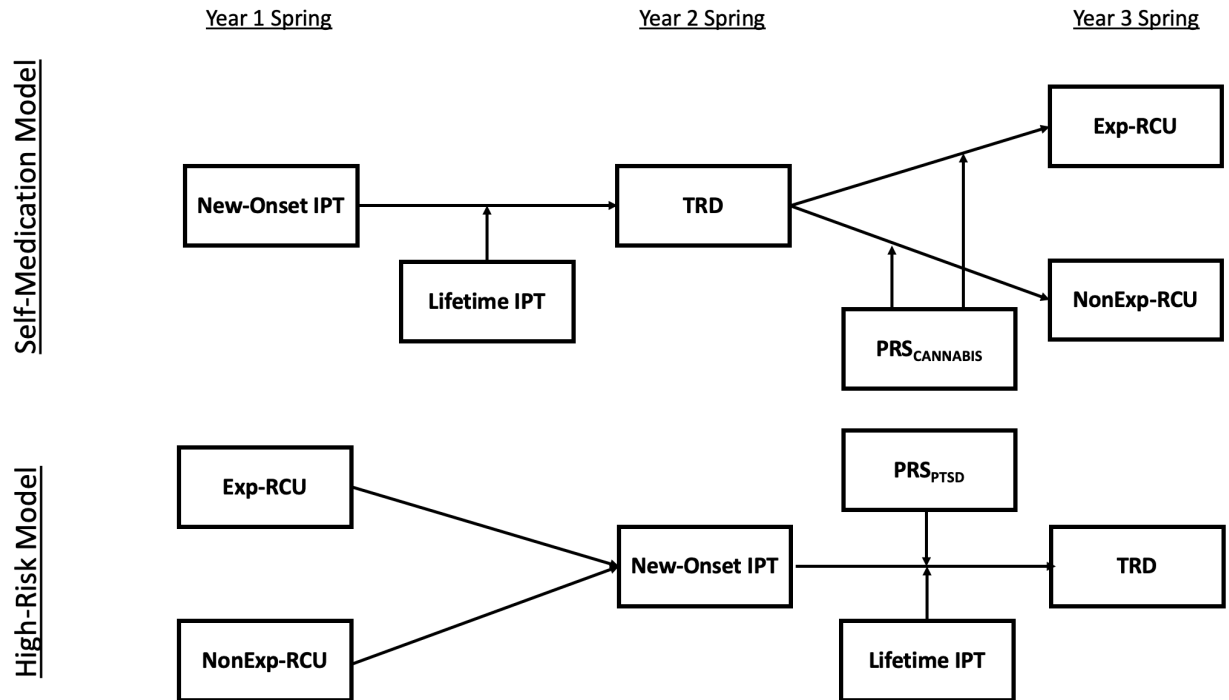 Year 1 Spring
Year 2 Spring
Year 3 Spring
Self-Medication Model
Exp-RCU
New-Onset IPT
TRD
Lifetime IPT
NonExp-RCU
PRSCANNABIS
High-Risk Model
Exp-RCU
PRSPTSD
New-Onset IPT
TRD
NonExp-RCU
Lifetime IPT